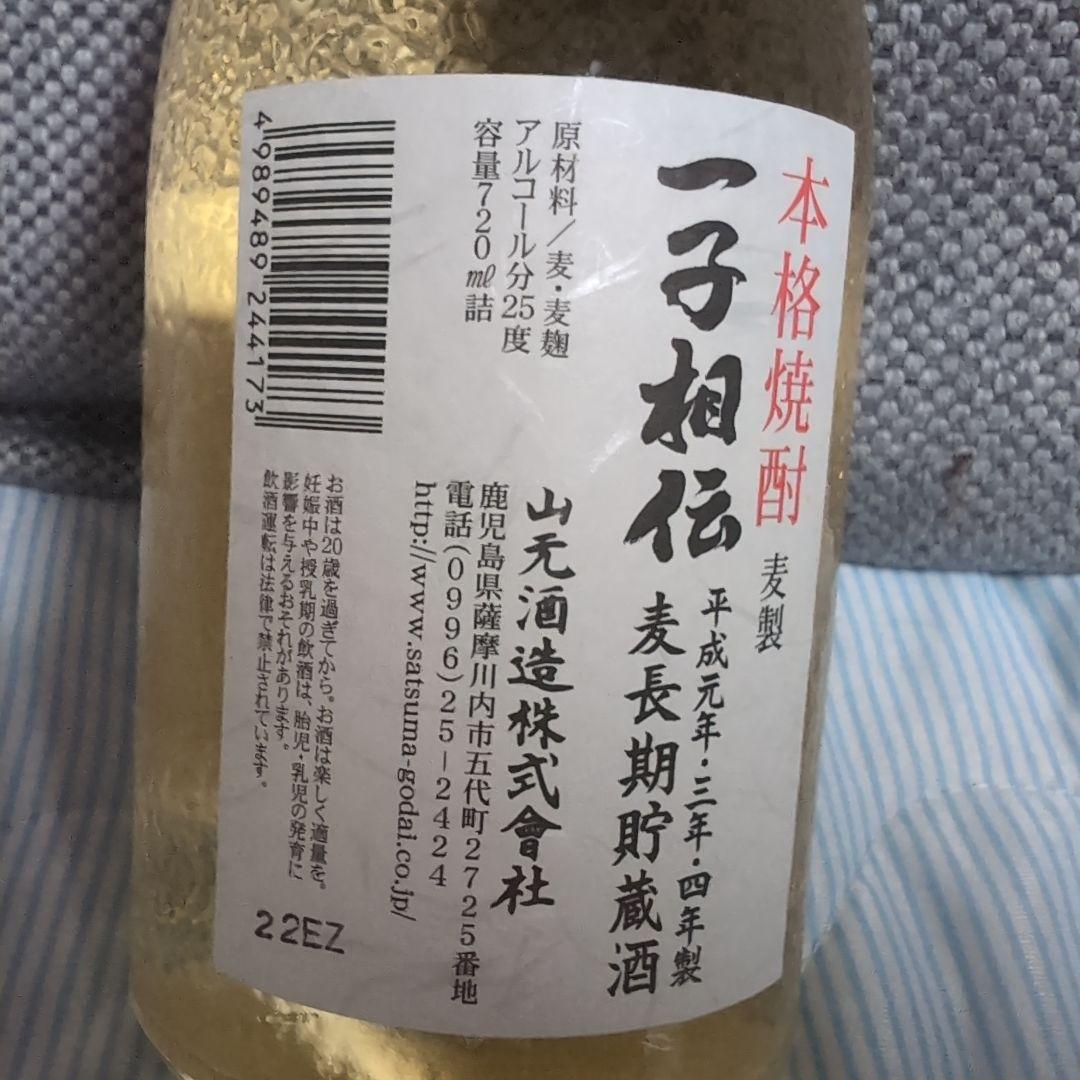 本格焼酎 麦製
一子相伝
平成元年・三年・四年製
麦長期貯蔵酒
原材料／麦・麦麹
アルコール分25度
容量720㎖詰
山元酒造株式會社
鹿児島県薩摩川内市五代町2725番地
電話(0996)25-2424
http://www.satsuma-godai.co.jp/
4989489244173
お酒は20歳を過ぎてから。お酒は楽しく適量を。
妊娠中や授乳期の飲酒は、胎児・乳児の発育に
影響を与えるおそれがあります。
飲酒運転は法律で禁止されています。
22EZ